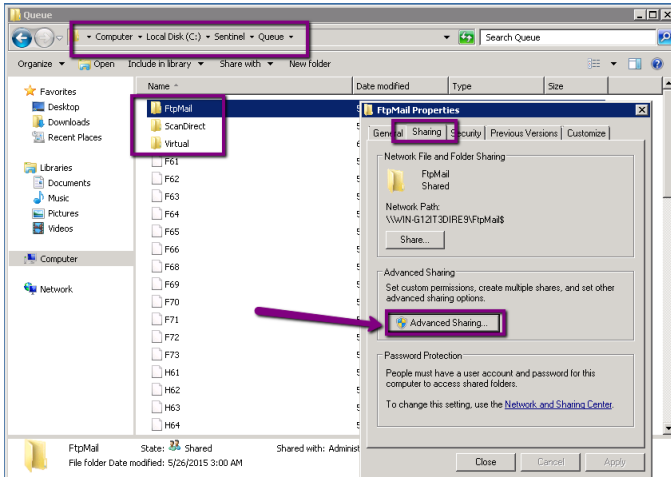 Queue
Computer Local Disk (C:) Sentinel Queue
Search Queue
Organize Open Include in library Share with New folder
Name Date modified Type Size
Favorites
Desktop
Downloads
Recent Places
Libraries
Documents
Music
Pictures
Videos
Computer
Network
FtpMail
ScanDirect
Virtual
F61
F62
F63
F64
F65
F66
F68
F69
F70
F71
F72
F73
H61
H62
H63
H64
FtpMail Properties
General Sharing Security Previous Versions Customize
Network File and Folder Sharing
FtpMail
Shared
Network Path:
\\WIN-G12IT3DIRE9\FtpMail$
Share...
Advanced Sharing
Set custom permissions, create multiple shares, and set other
advanced sharing options.
Advanced Sharing...
Password Protection
People must have a user account and password for this
computer to access shared folders.
To change this setting, use the Network and Sharing Center.
Close Cancel Apply
FtpMail State: Shared Shared with: Administ
File folder Date modified: 5/26/2015 3:00 AM